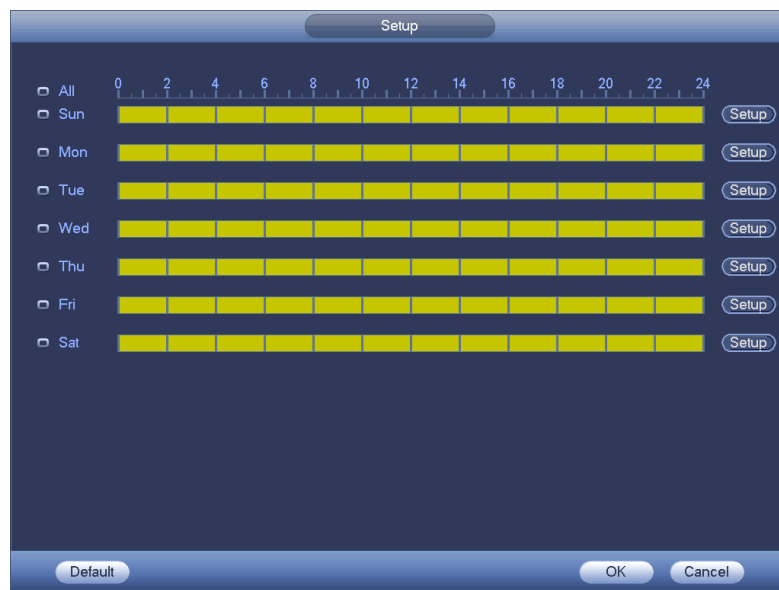 Setup
All 0 2 4 6 8 10 12 14 16 18 20 22 24
Sun Setup
Mon Setup
Tue Setup
Wed Setup
Thu Setup
Fri Setup
Sat Setup
Default OK Cancel